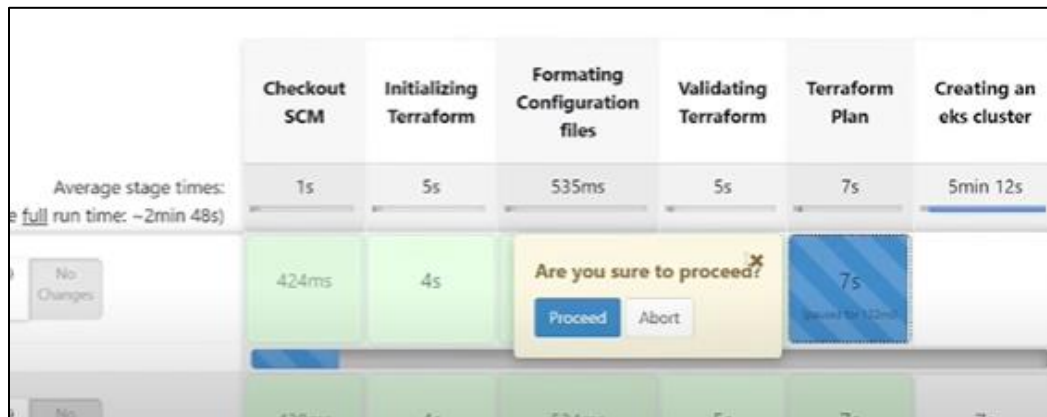 Checkout
SCM
Initializing
Terraform
Formating
Configuration
files
Validating
Terraform
Terraform
Plan
Creating an
eks cluster
Average stage times:
full run time: ~2min 48s)
1s
5s
535ms
5s
7s
5min 12s
No
Changes
424ms
4s
Are you sure to proceed?
Proceed
Abort
7s
No
4s
5s